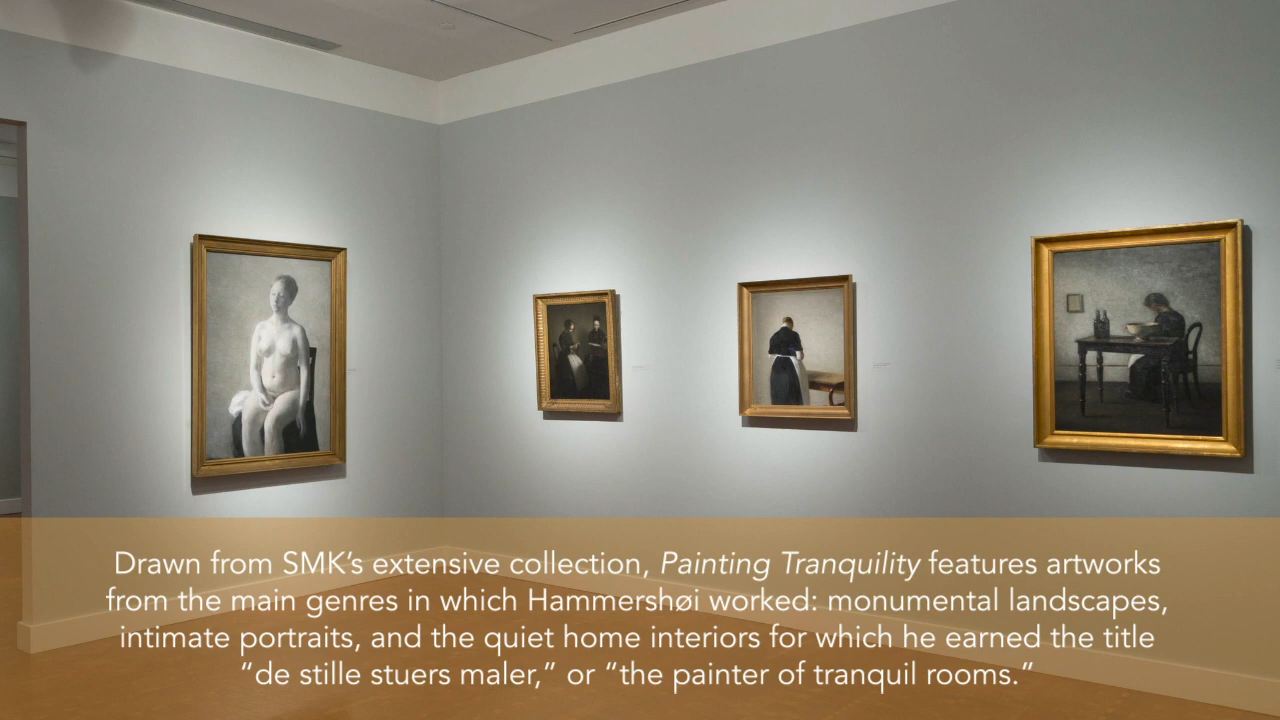 Drawn from SMK’s extensive collection, Painting Tranquility features artworks
from the main genres in which Hammershøi worked: monumental landscapes,
intimate portraits, and the quiet home interiors for which he earned the title
“de stille stuers maler,” or “the painter of tranquil rooms.”